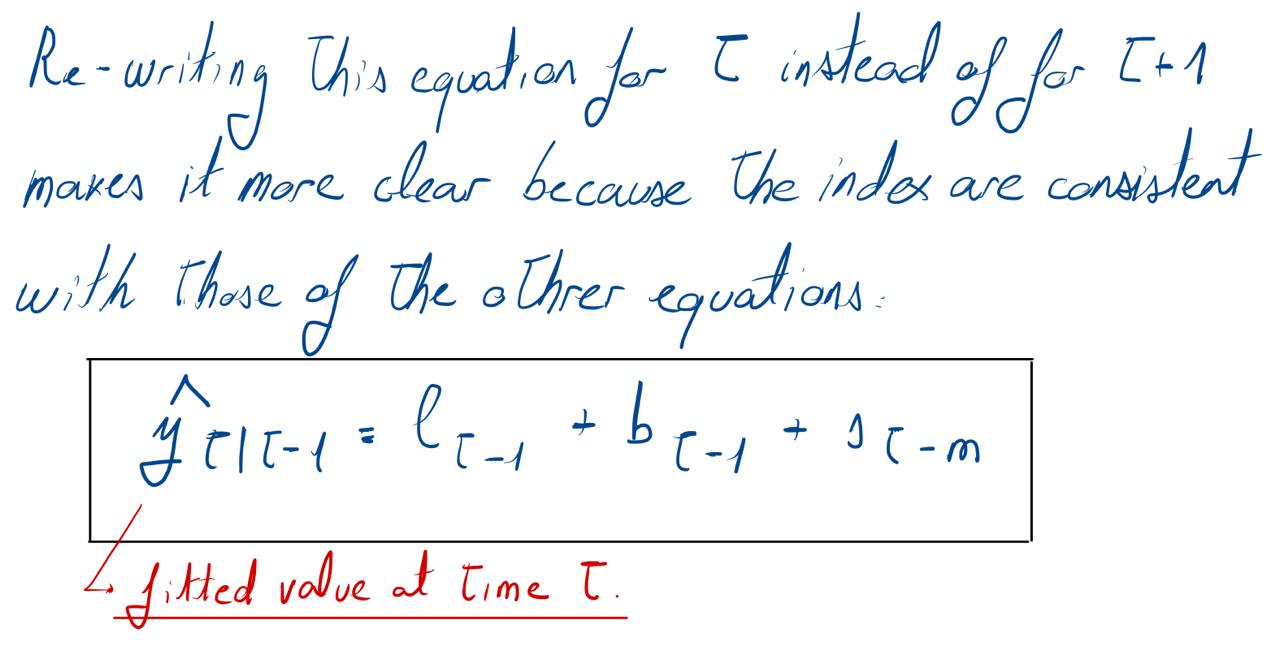 Re-writing this equation for t instead of for t+1
makes it more clear because the index are consistent
with those of the othrer equations:
ŷ t|t-1 = l t-1 + b t-1 + s t-m
fitted value at time t.